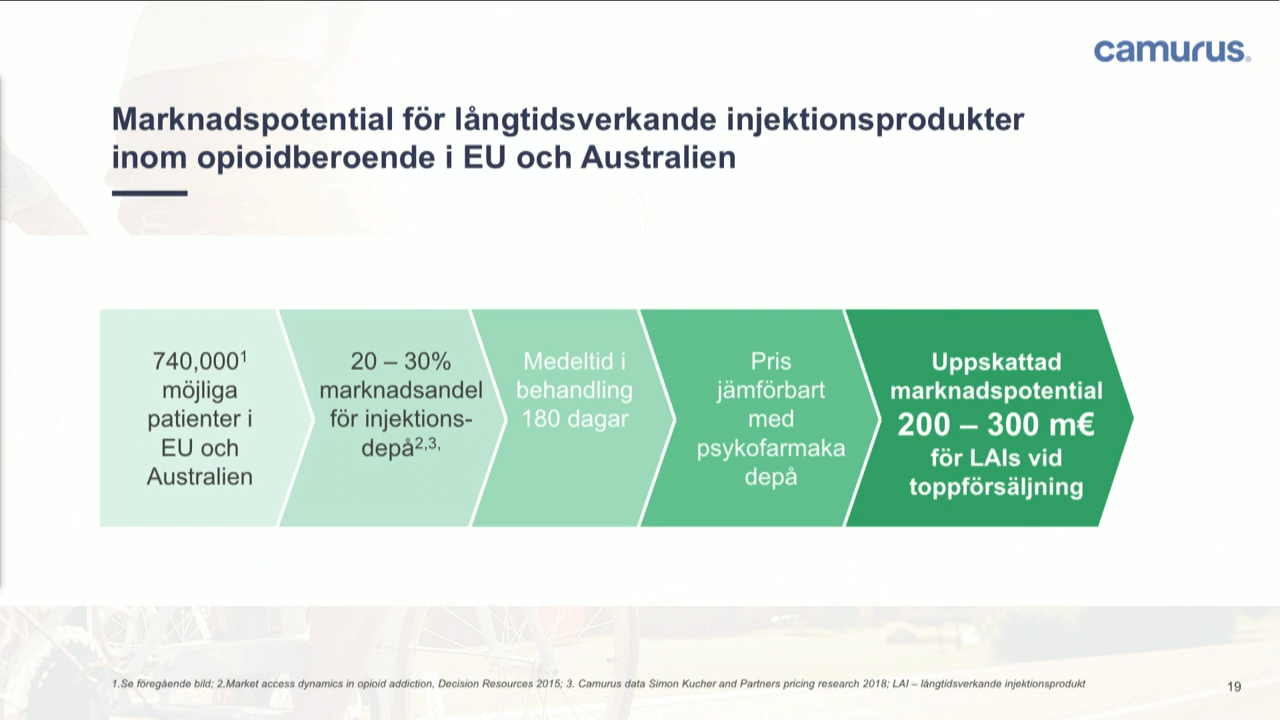 camurus®
Marknadspotential för långtidsverkande injektionsprodukter
inom opioidberoende i EU och Australien
740,000¹
möjliga
patienter i
EU och
Australien
20 – 30%
marknadsandel
för injektions-
depå²,³,
Medeltid i
behandling
180 dagar
Pris
jämförbart
med
psykofarmaka
depå
Uppskattad
marknadspotential
200 – 300 m€
för LAIs vid
toppförsäljning
1.Se föregående bild; 2.Market access dynamics in opioid addiction, Decision Resources 2015; 3. Camurus data Simon Kucher and Partners pricing research 2018; LAI – långtidsverkande injektionsprodukt
19